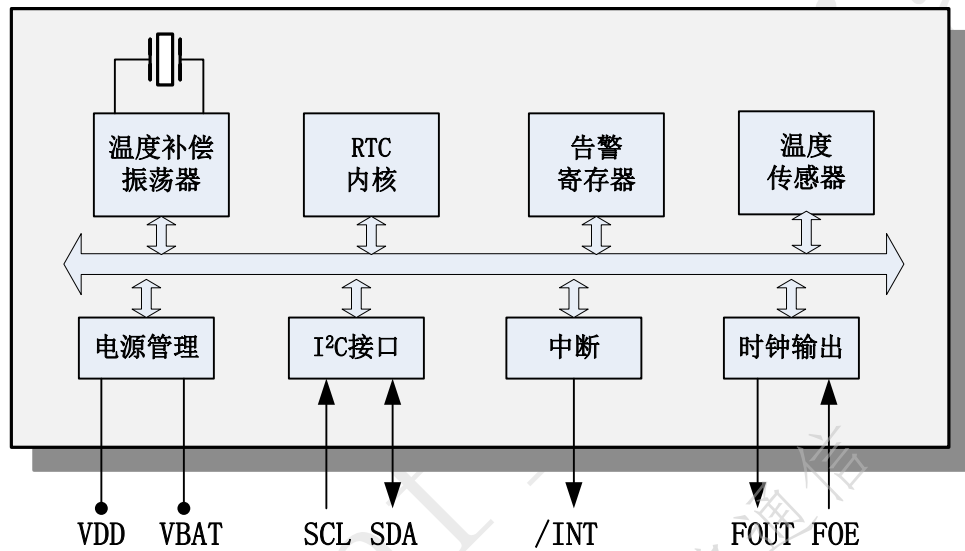 温度补偿
振荡器
RTC
内核
告警
寄存器
温度
传感器
电源管理
I²C接口
中断
时钟输出
VDD VBAT SCL SDA /INT FOUT FOE
通信